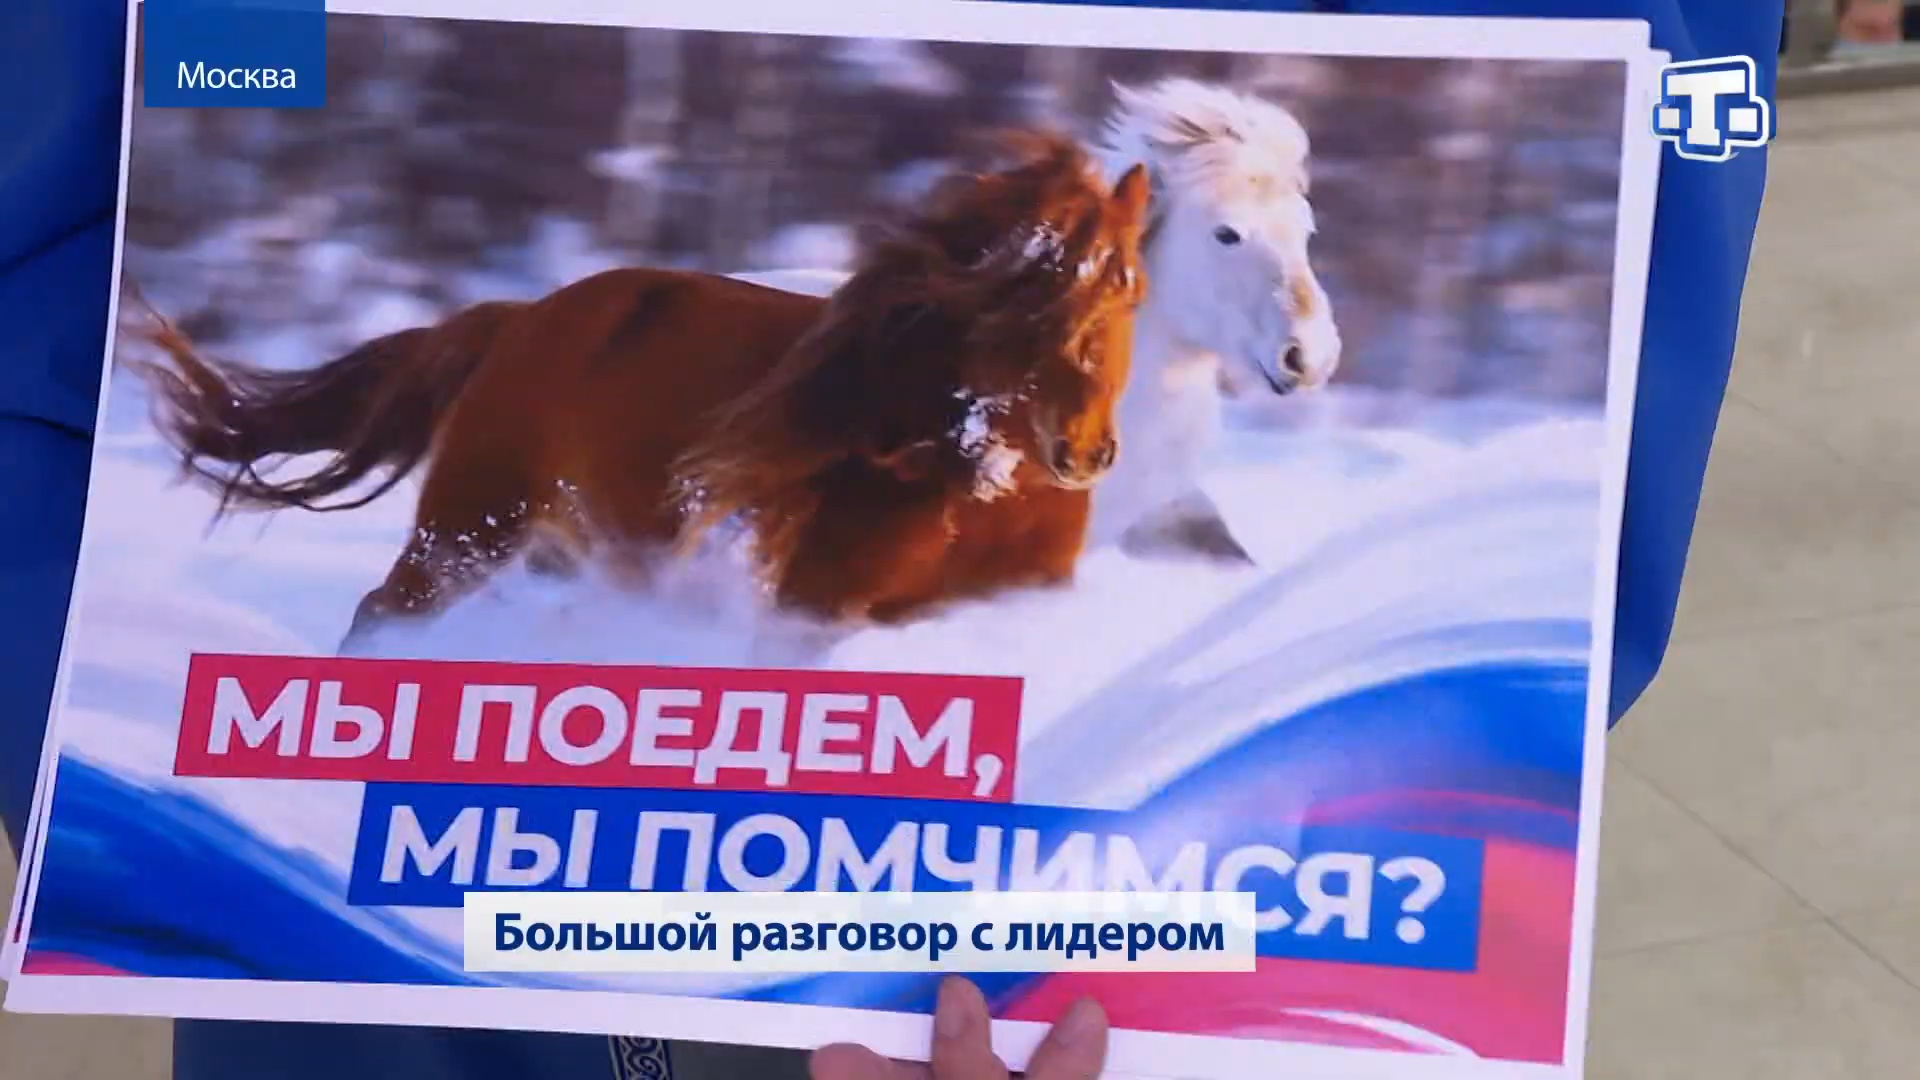 Москва
Т
МЫ ПОЕДЕМ,
МЫ ПОМЧИМСЯ?
Большой разговор с лидером